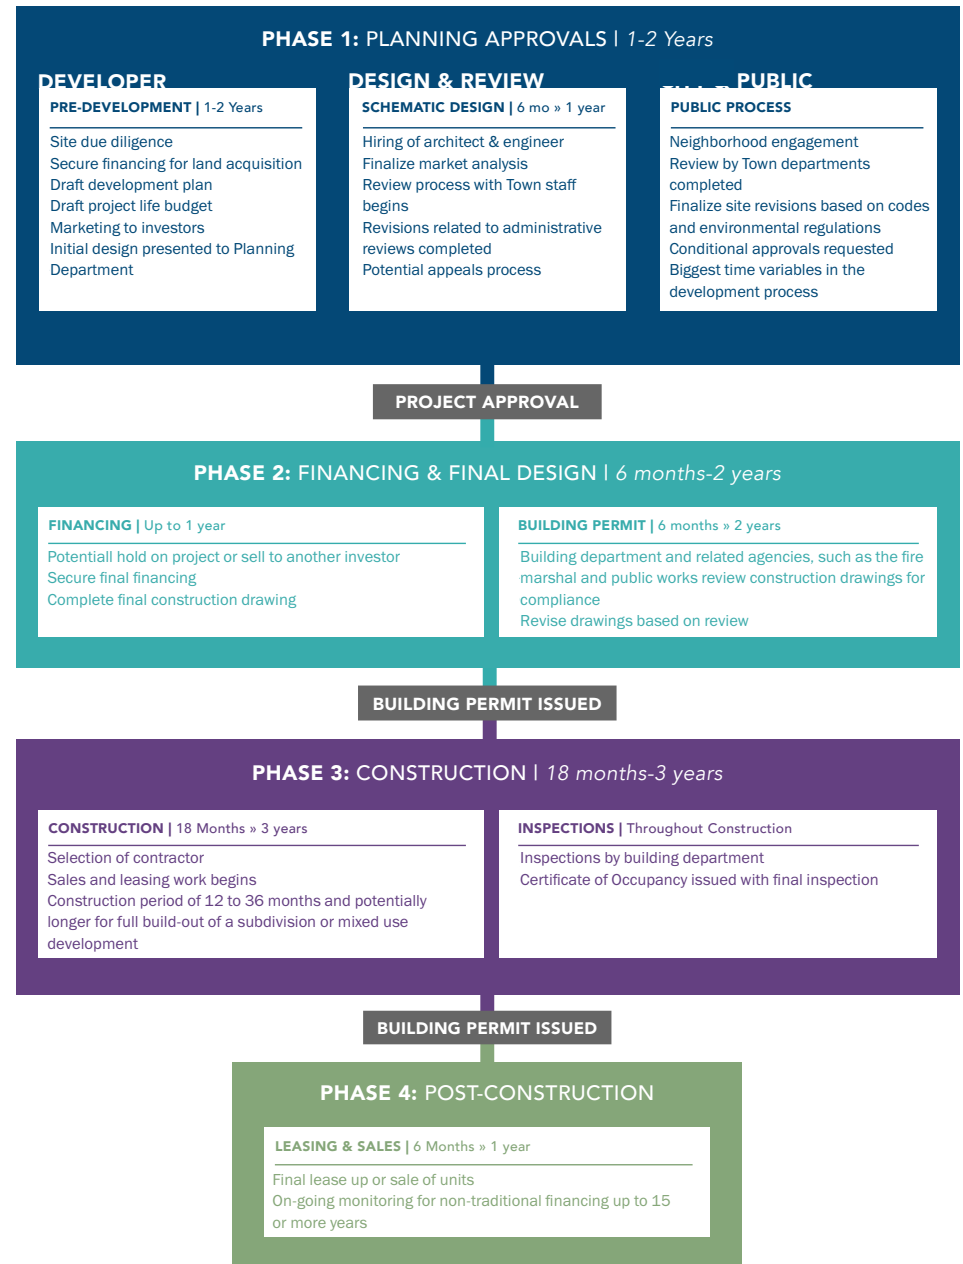 PHASE 1: PLANNING APPROVALS | 1-2 Years
DEVELOPER
PRE-DEVELOPMENT | 1-2 Years
Site due diligence
Secure financing for land acquisition
Draft development plan
Draft project life budget
Marketing to investors
Initial design presented to Planning
Department
DESIGN & REVIEW
SCHEMATIC DESIGN | 6 mo » 1 year
Hiring of architect & engineer
Finalize market analysis
Review process with Town staff
begins
Revisions related to administrative
reviews completed
Potential appeals process
PUBLIC
PUBLIC PROCESS
Neighborhood engagement
Review by Town departments
completed
Finalize site revisions based on codes
and environmental regulations
Conditional approvals requested
Biggest time variables in the
development process
PROJECT APPROVAL
PHASE 2: FINANCING & FINAL DESIGN | 6 months-2 years
FINANCING | Up to 1 year
Potentiall hold on project or sell to another investor
Secure final financing
Complete final construction drawing
BUILDING PERMIT | 6 months » 2 years
Building department and related agencies, such as the fire
marshal and public works review construction drawings for
compliance
Revise drawings based on review
BUILDING PERMIT ISSUED
PHASE 3: CONSTRUCTION | 18 months-3 years
CONSTRUCTION | 18 Months » 3 years
Selection of contractor
Sales and leasing work begins
Construction period of 12 to 36 months and potentially
longer for full build-out of a subdivision or mixed use
development
INSPECTIONS | Throughout Construction
Inspections by building department
Certificate of Occupancy issued with final inspection
BUILDING PERMIT ISSUED
PHASE 4: POST-CONSTRUCTION
LEASING & SALES | 6 Months » 1 year
Final lease up or sale of units
On-going monitoring for non-traditional financing up to 15
or more years